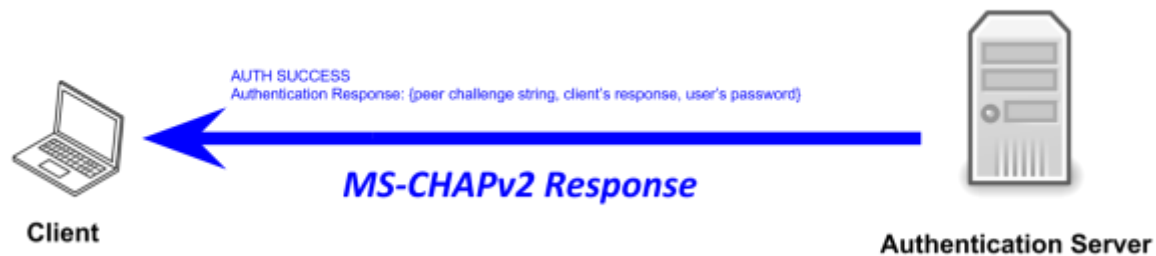 AUTH SUCCESS
Authentication Response: {peer challenge string, client's response, user's password}
MS-CHAPv2 Response
Client
Authentication Server